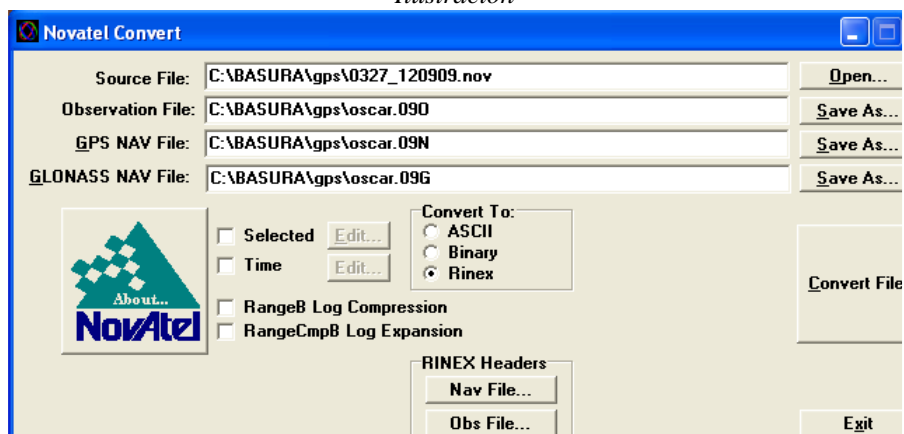 Ilustración
Novatel Convert
Source File: C:\BASURA\gps\0327_120909.nov Open...
Observation File: C:\BASURA\gps\oscar.09O Save As...
GPS NAV File: C:\BASURA\gps\oscar.09N Save As...
GLONASS NAV File: C:\BASURA\gps\oscar.09G Save As...
Convert To:
Selected Edit... ASCII
Binary
Time Edit... Rinex
Convert File
About...
NovAtel
RangeB Log Compression
RangeCmpB Log Expansion
RINEX Headers
Nav File...
Obs File... Exit